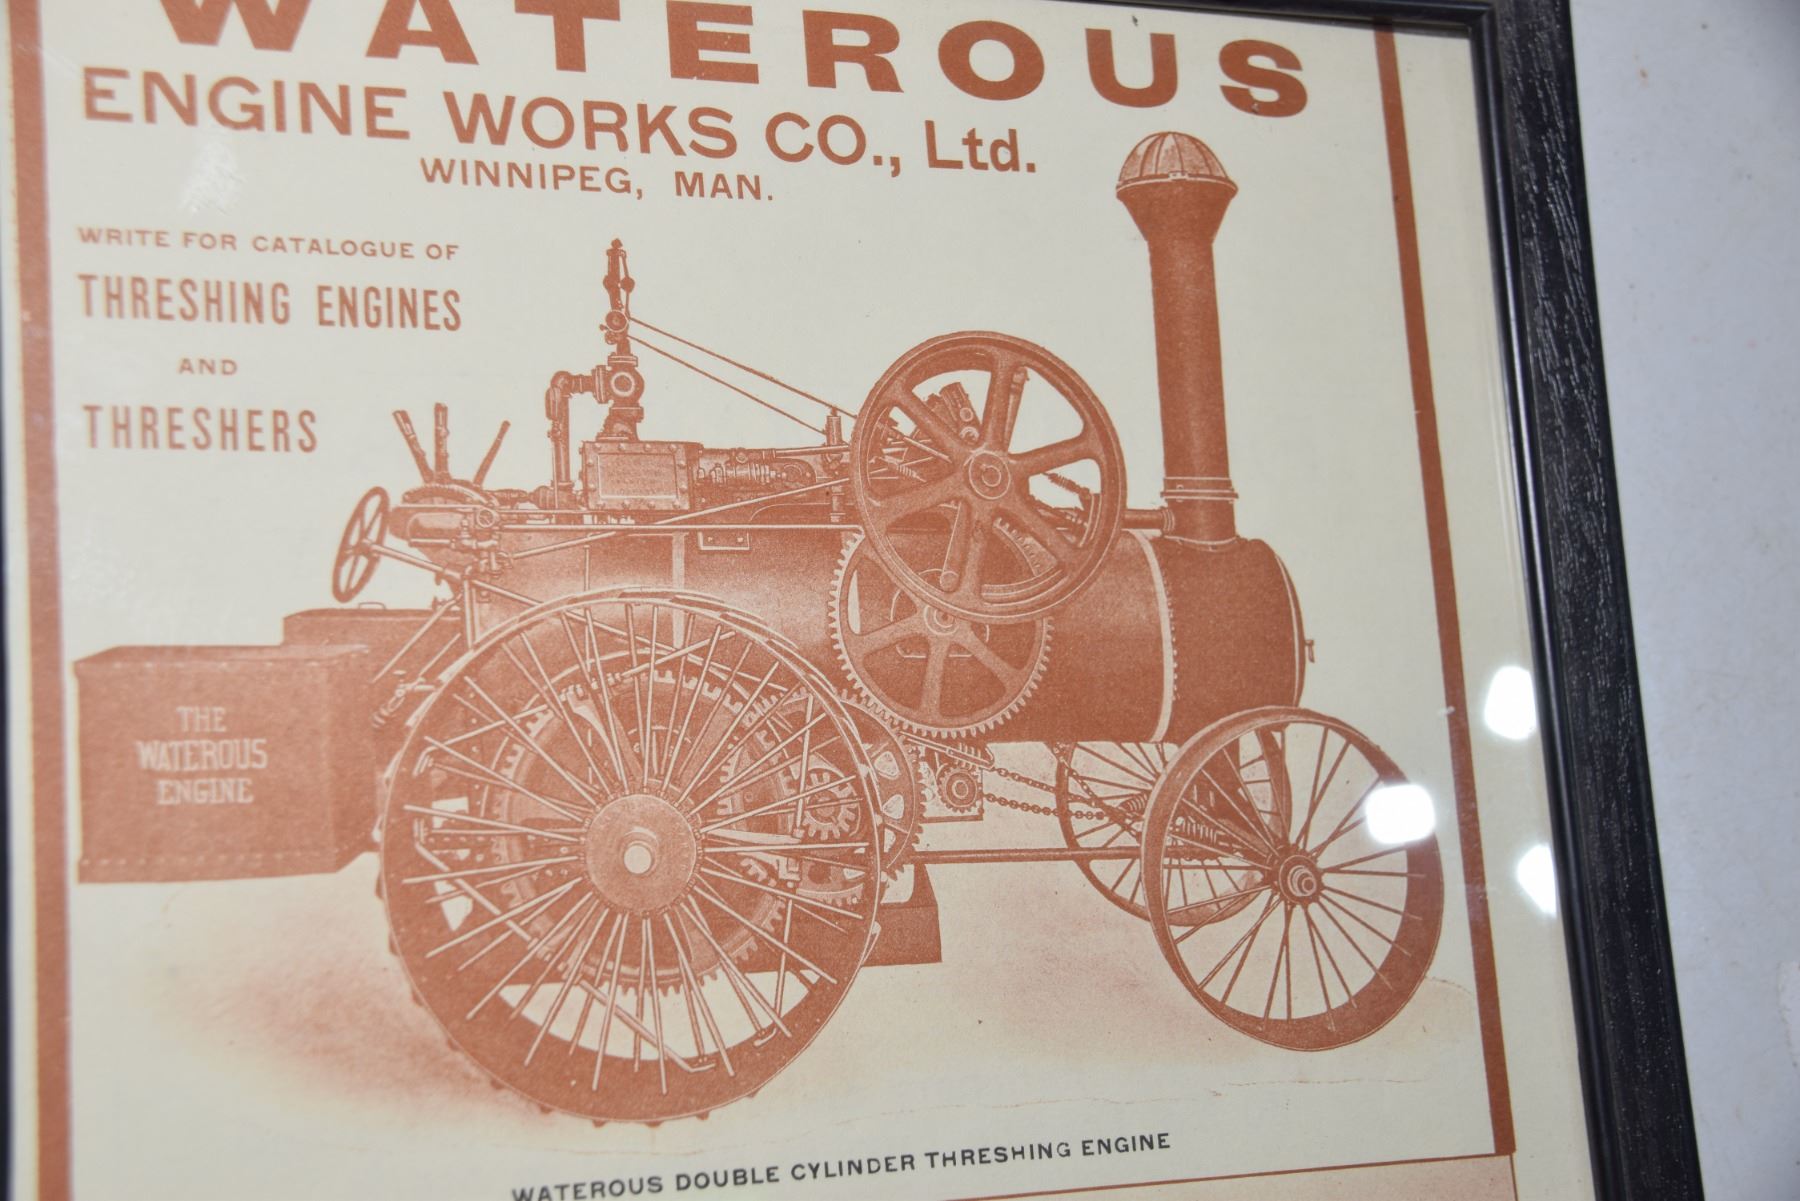 WATEROUS
ENGINE WORKS CO., Ltd.
WINNIPEG, MAN.
WRITE FOR CATALOGUE OF
THRESHING ENGINES
AND
THRESHERS
THE
WATEROUS
ENGINE
WATEROUS DOUBLE CYLINDER THRESHING ENGINE